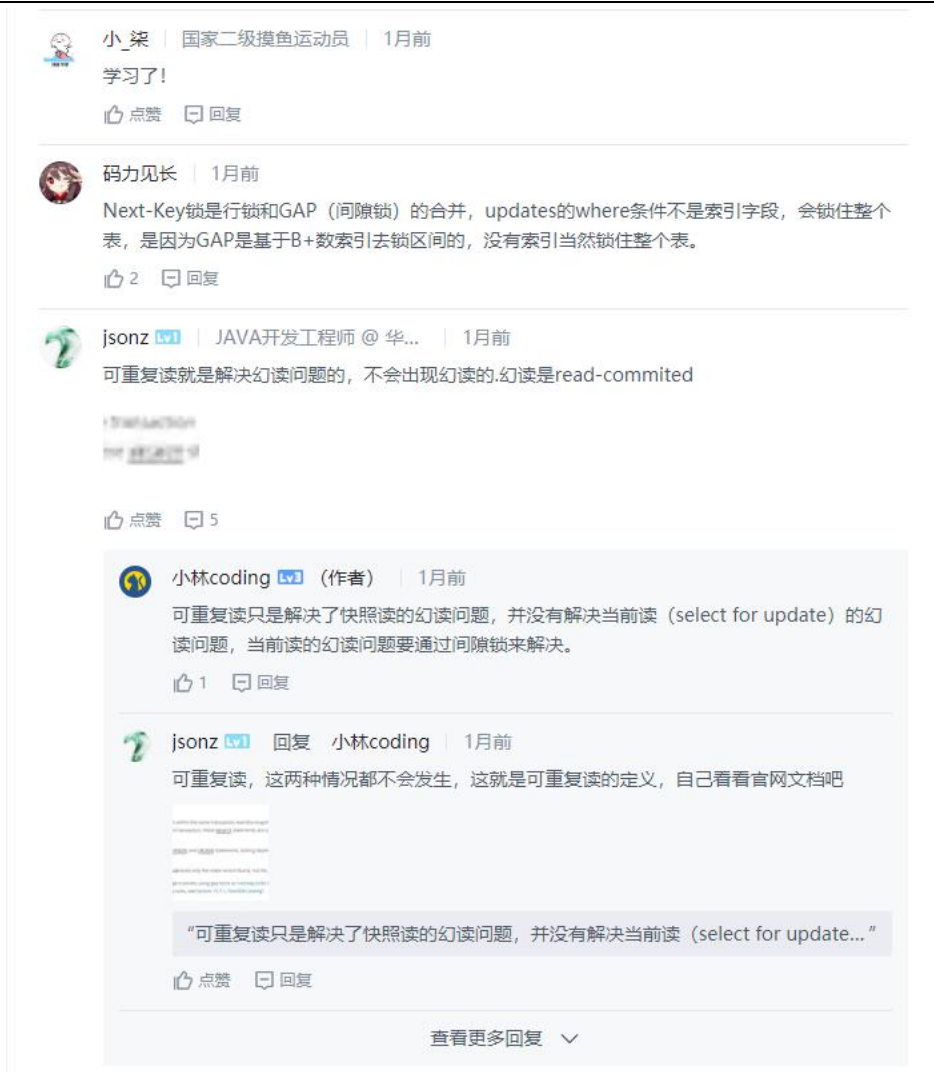 小_柒 国家二级摸鱼运动员 1月前
学习了!
点赞 回复
码力见长 1月前
Next-Key锁是行锁和GAP（间隙锁）的合并，updates的where条件不是索引字段，会锁住整个
表，是因为GAP是基于B+数索引去锁区间的，没有索引当然锁住整个表。
2 回复
jsonz Lv1 JAVA开发工程师 @ 华... 1月前
可重复读就是解决幻读问题的，不会出现幻读的.幻读是read-commited
点赞 5
小林coding Lv3 （作者） 1月前
可重复读只是解决了快照读的幻读问题，并没有解决当前读（select for update）的幻
读问题，当前读的幻读问题要通过间隙锁来解决。
1 回复
jsonz Lv1 回复 小林coding 1月前
可重复读，这两种情况都不会发生，这就是可重复读的定义，自己看看官网文档吧
“可重复读只是解决了快照读的幻读问题，并没有解决当前读（select for update...”
点赞 回复
查看更多回复